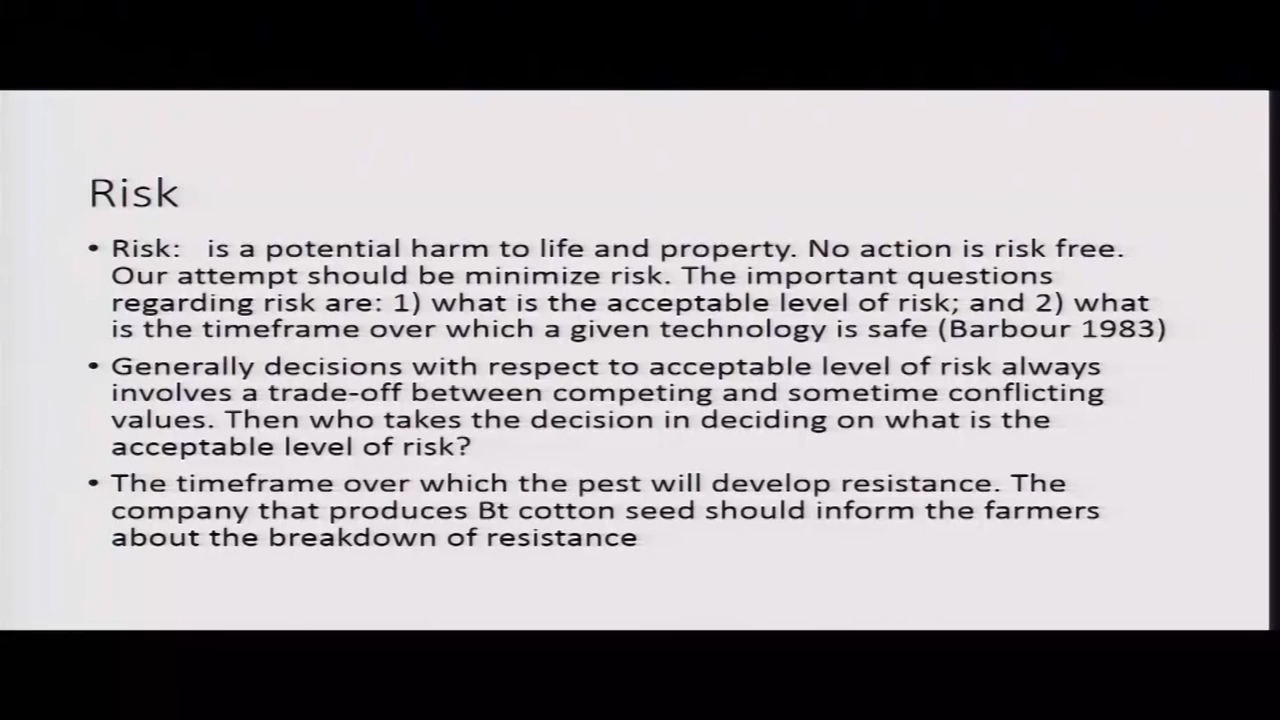 Risk
• Risk: is a potential harm to life and property. No action is risk free.
Our attempt should be minimize risk. The important questions
regarding risk are: 1) what is the acceptable level of risk; and 2) what
is the timeframe over which a given technology is safe (Barbour 1983)
• Generally decisions with respect to acceptable level of risk always
involves a trade-off between competing and sometime conflicting
values. Then who takes the decision in deciding on what is the
acceptable level of risk?
• The timeframe over which the pest will develop resistance. The
company that produces Bt cotton seed should inform the farmers
about the breakdown of resistance